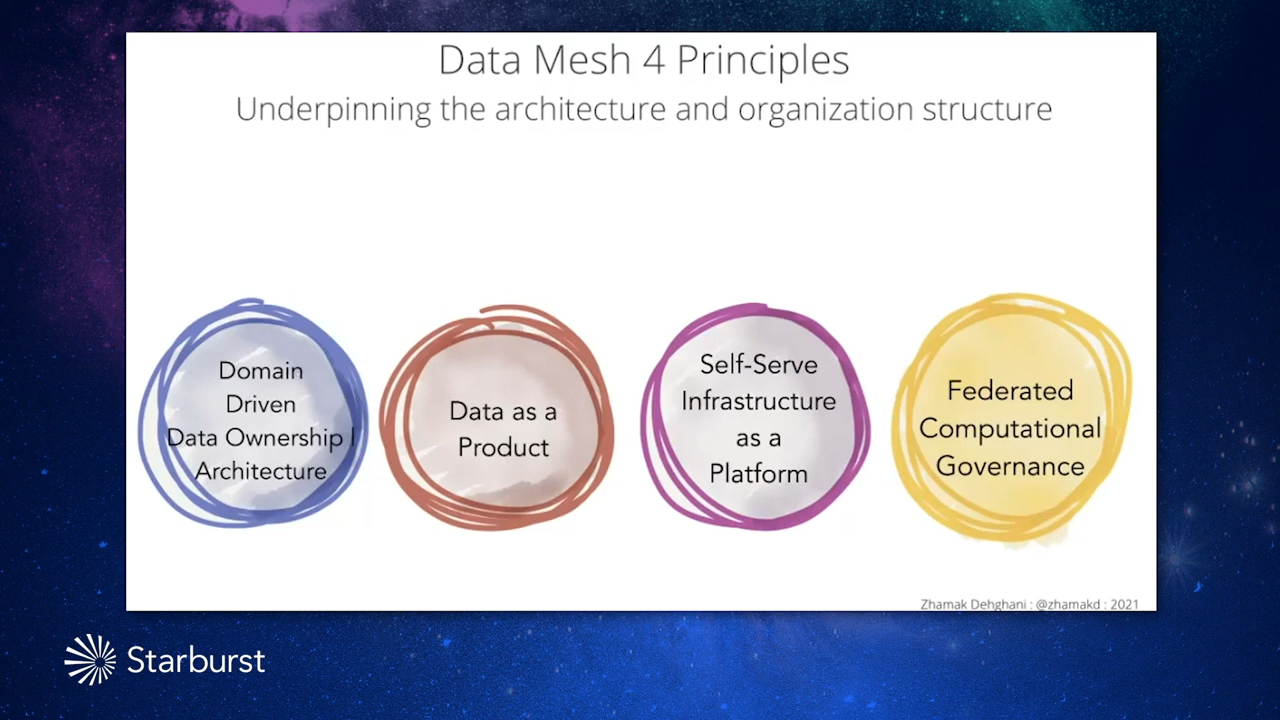 Data Mesh 4 Principles
Underpinning the architecture and organization structure
Domain
Driven
Data Ownership |
Architecture
Data as a
Product
Self-Serve
Infrastructure
as a
Platform
Federated
Computational
Governance
Zhamak Dehghani : @zhamakd : 2021
Starburst